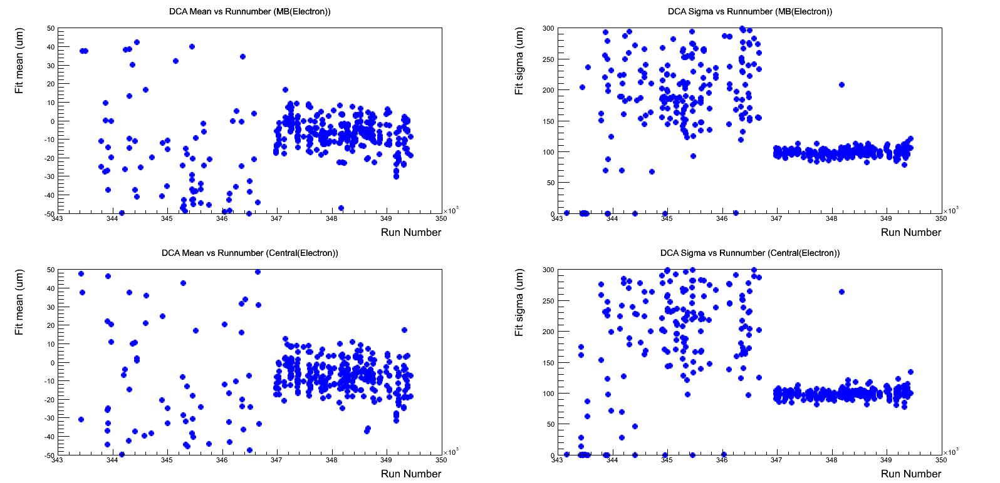 DCA Mean vs Runnumber (MB(Electron))
Fit mean (um)
50
40
30
20
10
0
-10
-20
-30
-40
-50
343 344 345 346 347 348 349 350
×10³
Run Number
DCA Sigma vs Runnumber (MB(Electron))
Fit sigma (um)
300
250
200
150
100
50
0
343 344 345 346 347 348 349 350
×10³
Run Number
DCA Mean vs Runnumber (Central(Electron))
Fit mean (um)
50
40
30
20
10
0
-10
-20
-30
-40
-50
343 344 345 346 347 348 349 350
×10³
Run Number
DCA Sigma vs Runnumber (Central(Electron))
Fit sigma (um)
300
250
200
150
100
50
0
343 344 345 346 347 348 349 350
×10³
Run Number